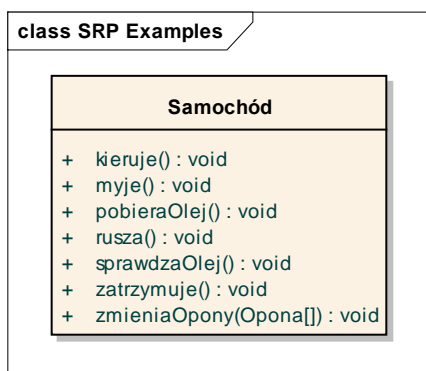 class SRP Examples
Samochód
+ kieruje() : void
+ myje() : void
+ pobieraOlej() : void
+ rusza() : void
+ sprawdzaOlej() : void
+ zatrzymuje() : void
+ zmieniaOpony(Opona[]) : void